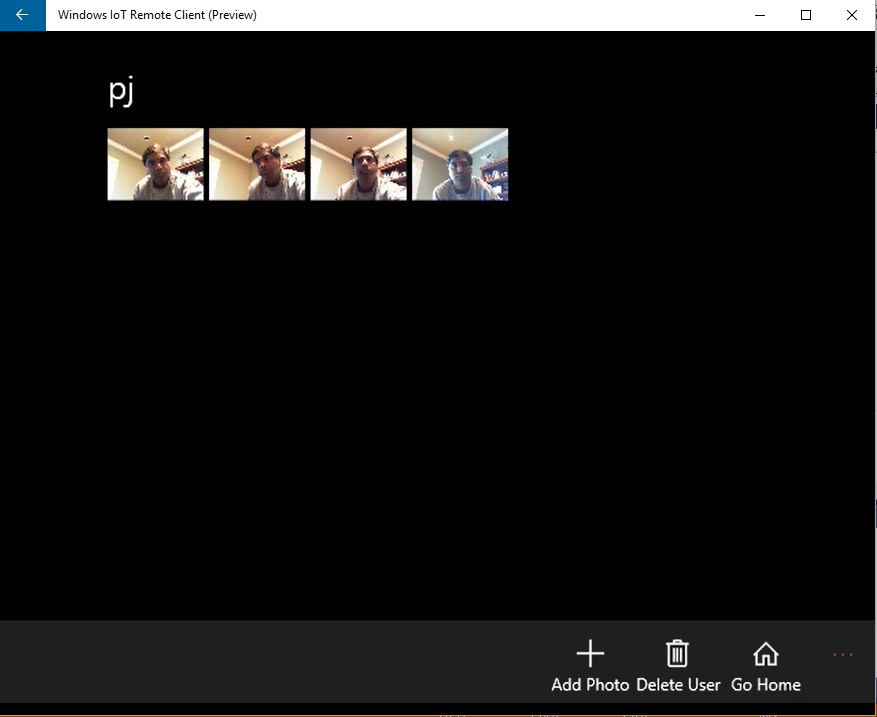 Windows IoT Remote Client (Preview)
pj
Add Photo Delete User Go Home